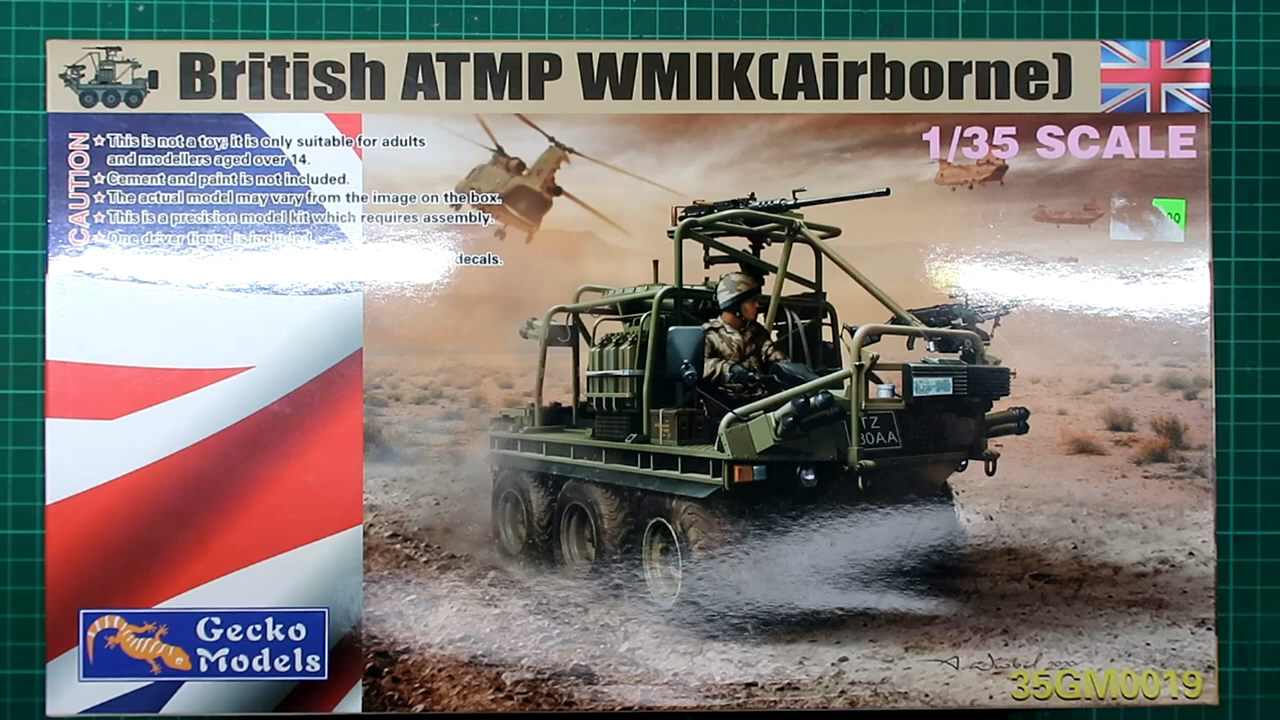 British ATMP WMIK(Airborne)
1/35 SCALE
CAUTION
☆This is not a toy; it is only suitable for adults
and modellers aged over 14.
☆Cement and paint is not included.
☆The actual model may vary from the image on the box.
☆This is a precision model kit which requires assembly.
☆One driver figure is included.
decals.
TZ
30AA
Gecko
Models
2020
35GM0019